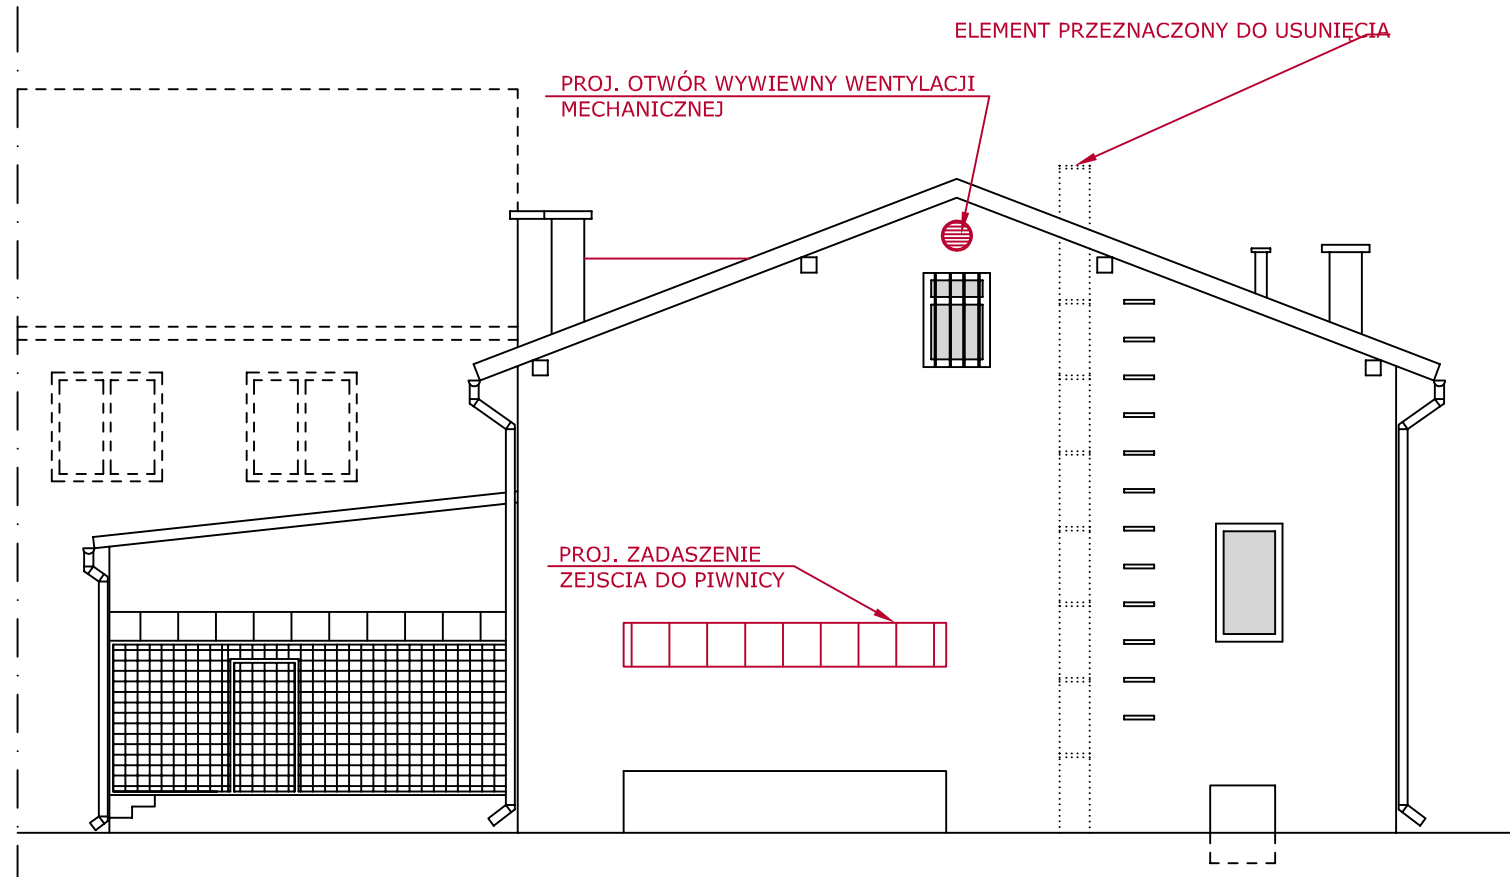 ELEMENT PRZEZNACZONY DO USUNIĘCIA
PROJ. OTWÓR WYWIEWNY WENTYLACJI
MECHANICZNEJ
PROJ. ZADASZENIE
ZEJSCIA DO PIWNICY